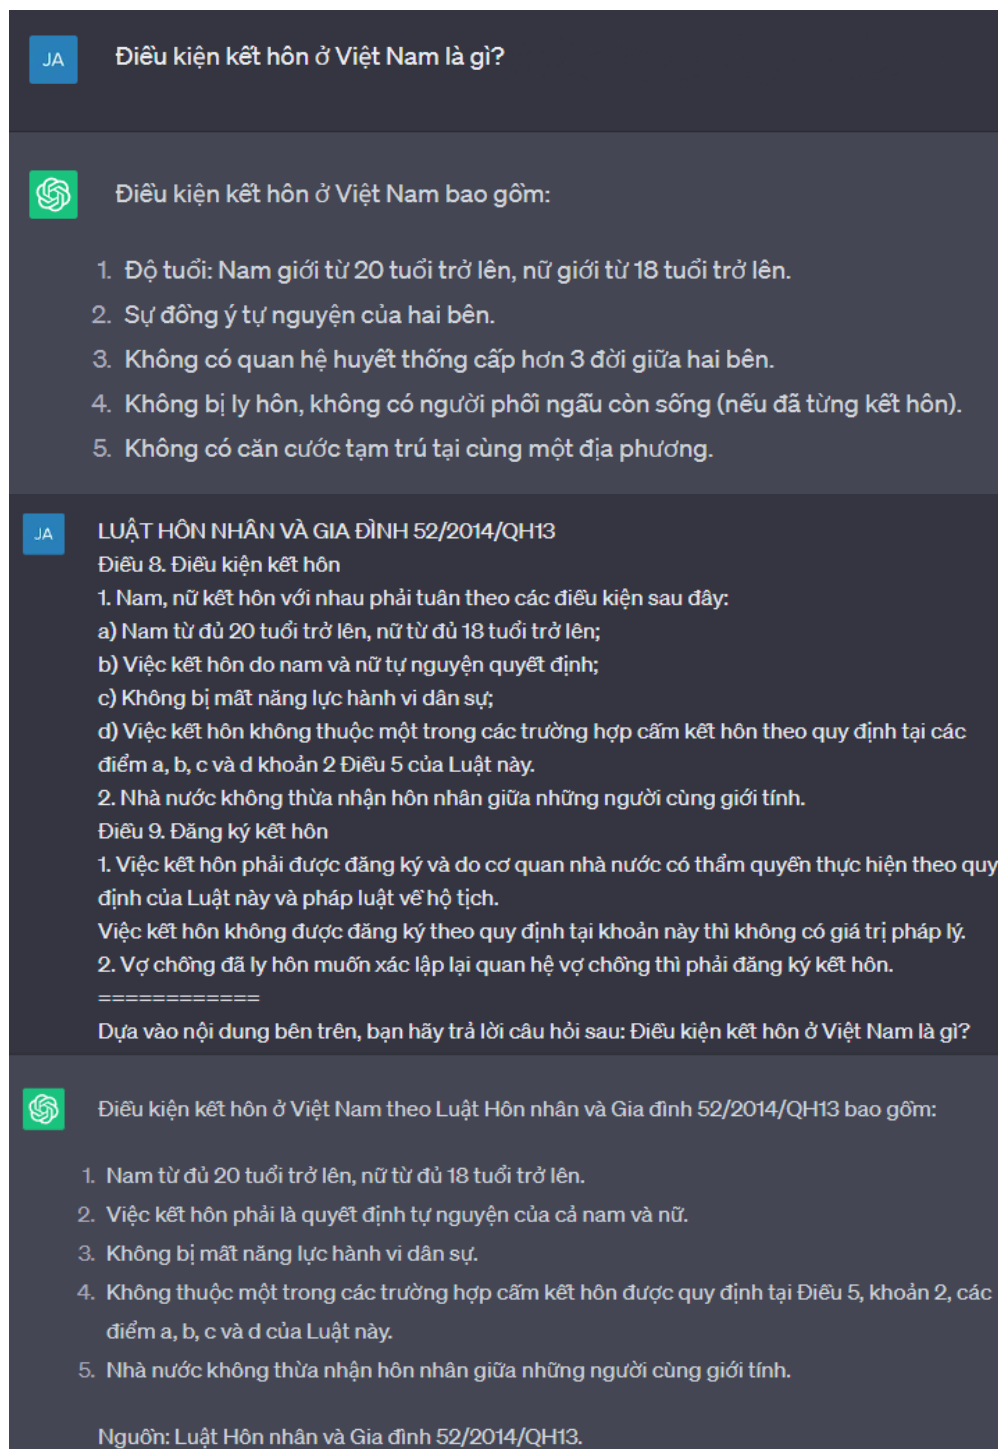 JA
Điều kiện kết hôn ở Việt Nam là gì?
Điều kiện kết hôn ở Việt Nam bao gồm:
1. Độ tuổi: Nam giới từ 20 tuổi trở lên, nữ giới từ 18 tuổi trở lên.
2. Sự đồng ý tự nguyện của hai bên.
3. Không có quan hệ huyết thống cấp hơn 3 đời giữa hai bên.
4. Không bị ly hôn, không có người phối ngẫu còn sống (nếu đã từng kết hôn).
5. Không có căn cước tạm trú tại cùng một địa phương.
JA
LUẬT HÔN NHÂN VÀ GIA ĐÌNH 52/2014/QH13
Điều 8. Điều kiện kết hôn
1. Nam, nữ kết hôn với nhau phải tuân theo các điều kiện sau đây:
a) Nam từ đủ 20 tuổi trở lên, nữ từ đủ 18 tuổi trở lên;
b) Việc kết hôn do nam và nữ tự nguyện quyết định;
c) Không bị mất năng lực hành vi dân sự;
d) Việc kết hôn không thuộc một trong các trường hợp cấm kết hôn theo quy định tại các
điểm a, b, c và d khoản 2 Điều 5 của Luật này.
2. Nhà nước không thừa nhận hôn nhân giữa những người cùng giới tính.
Điều 9. Đăng ký kết hôn
1. Việc kết hôn phải được đăng ký và do cơ quan nhà nước có thẩm quyền thực hiện theo quy
định của Luật này và pháp luật về hộ tịch.
Việc kết hôn không được đăng ký theo quy định tại khoản này thì không có giá trị pháp lý.
2. Vợ chồng đã ly hôn muốn xác lập lại quan hệ vợ chồng thì phải đăng ký kết hôn.
============
Dựa vào nội dung bên trên, bạn hãy trả lời câu hỏi sau: Điều kiện kết hôn ở Việt Nam là gì?
Điều kiện kết hôn ở Việt Nam theo Luật Hôn nhân và Gia đình 52/2014/QH13 bao gồm:
1. Nam từ đủ 20 tuổi trở lên, nữ từ đủ 18 tuổi trở lên.
2. Việc kết hôn phải là quyết định tự nguyện của cả nam và nữ.
3. Không bị mất năng lực hành vi dân sự.
4. Không thuộc một trong các trường hợp cấm kết hôn được quy định tại Điều 5, khoản 2, các
điểm a, b, c và d của Luật này.
5. Nhà nước không thừa nhận hôn nhân giữa những người cùng giới tính.
Nguồn: Luật Hôn nhân và Gia đình 52/2014/QH13.